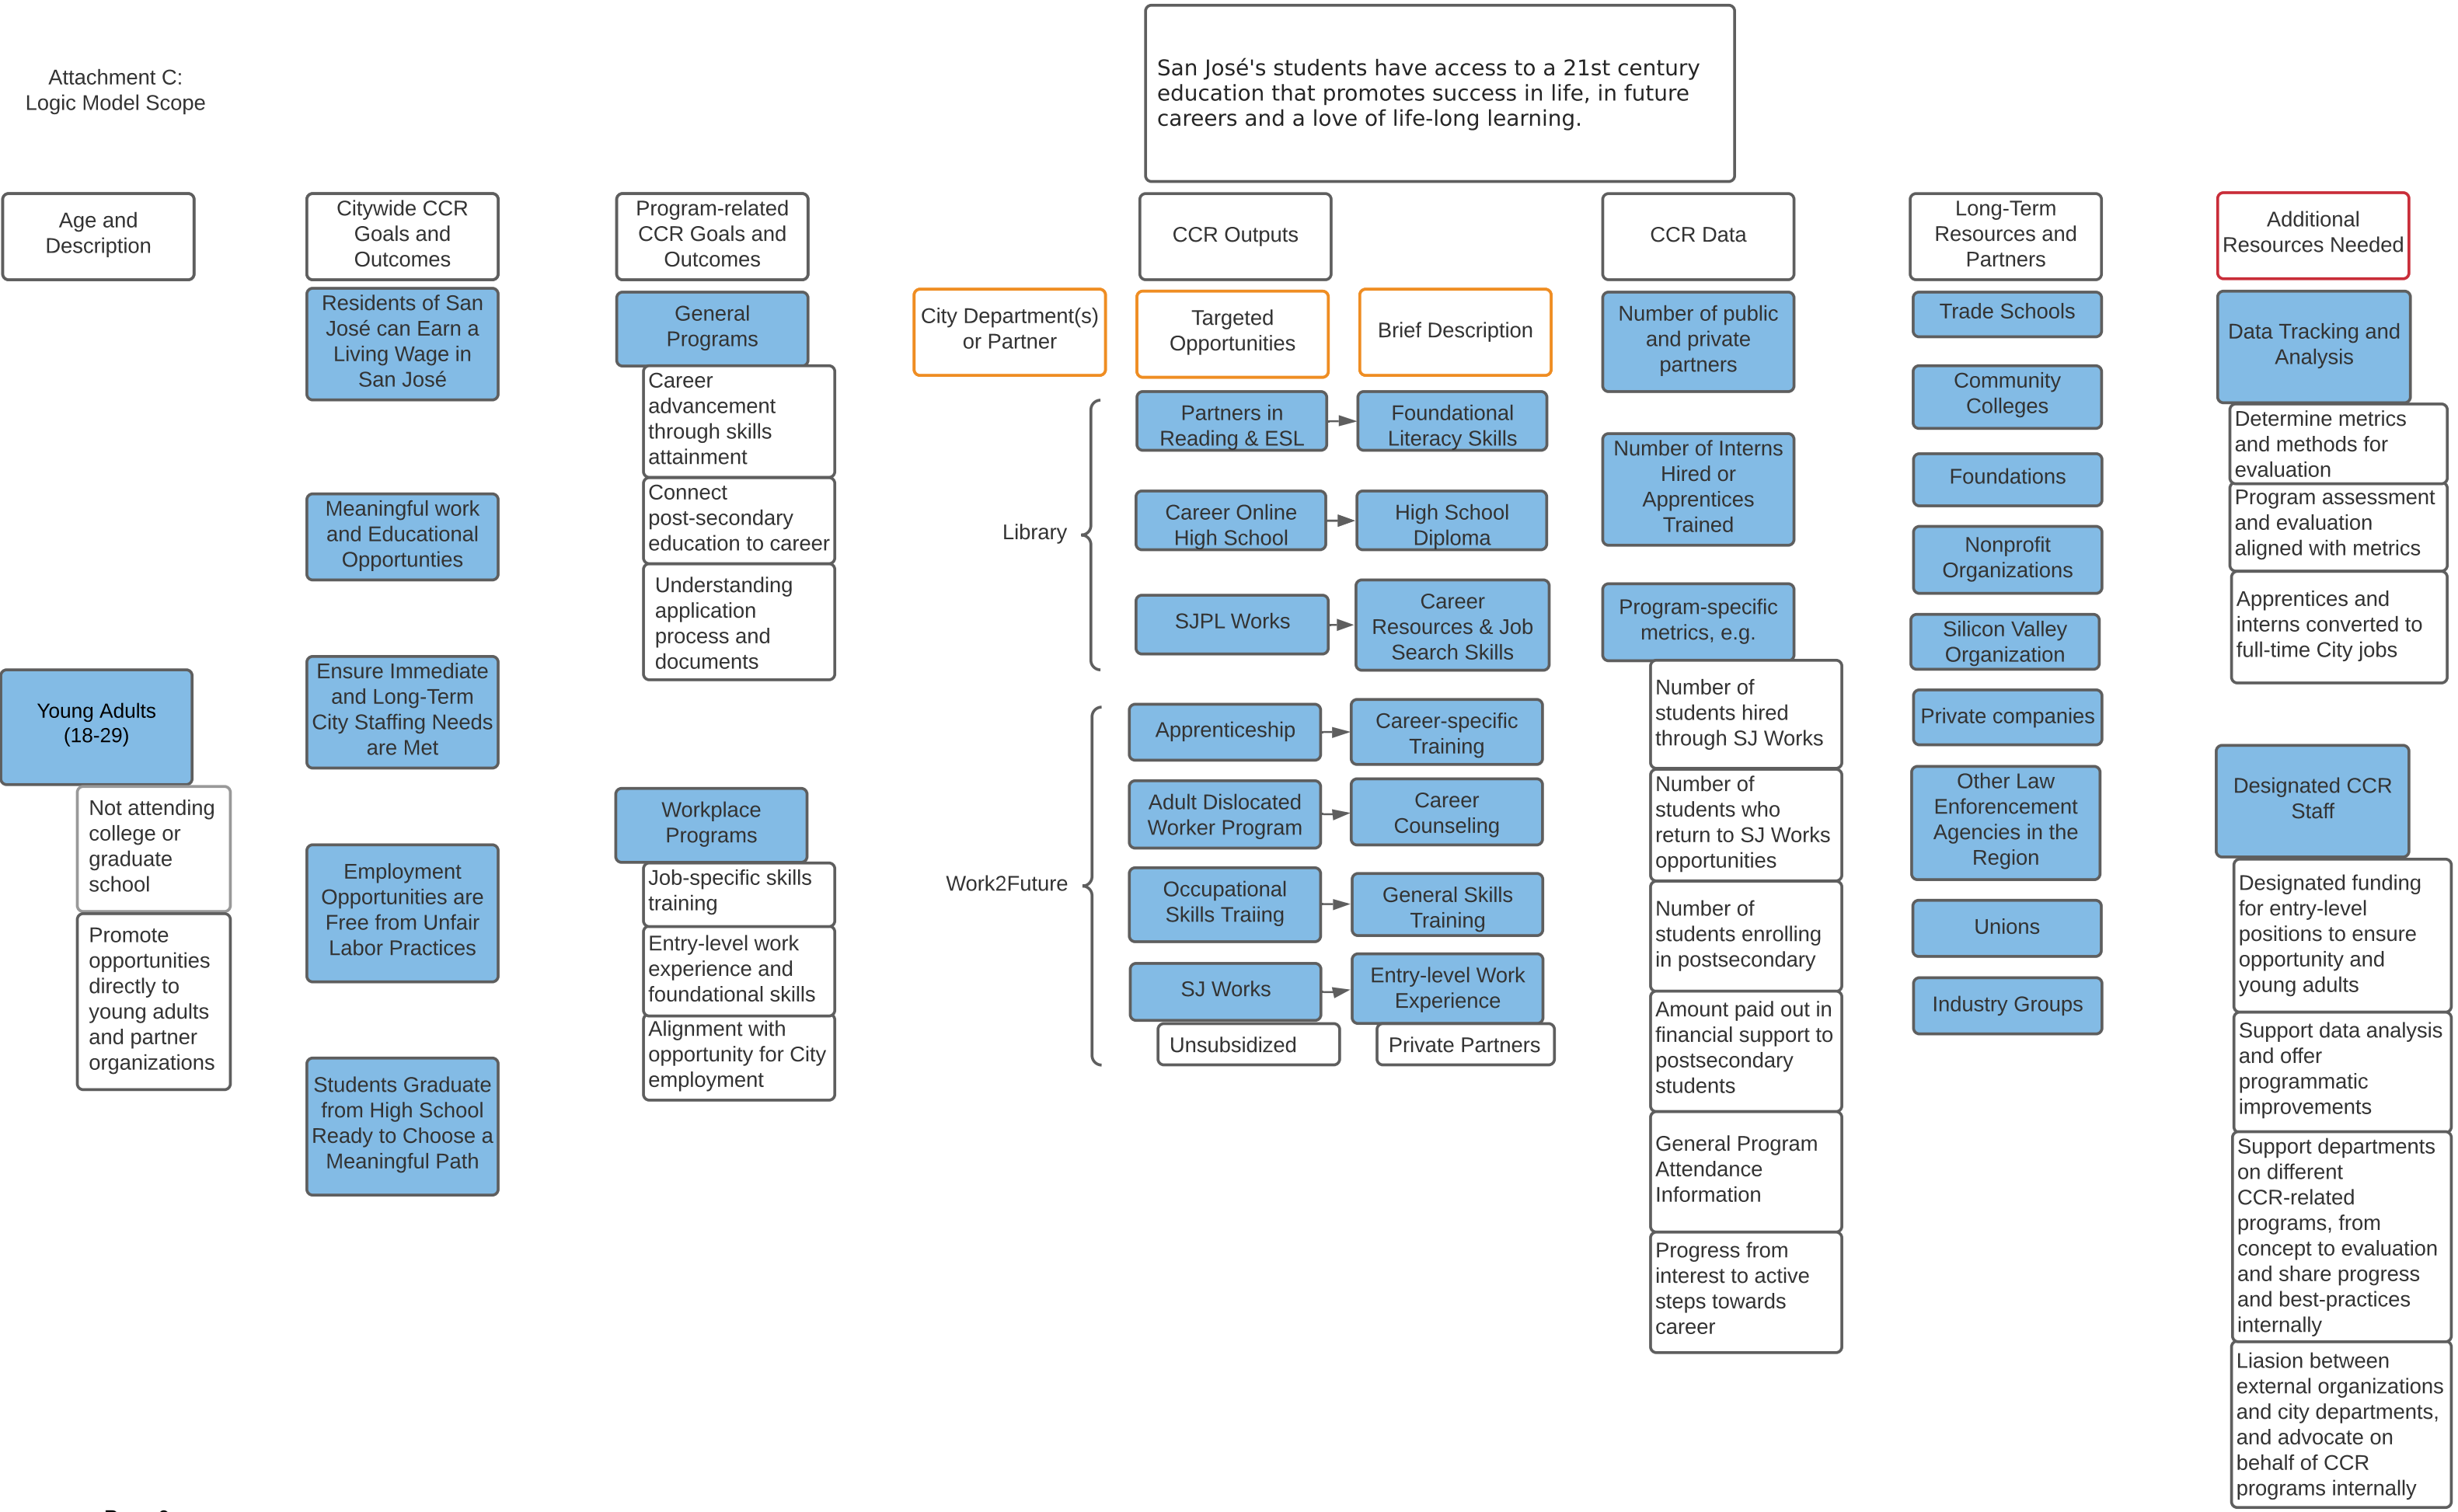 Attachment C:
Logic Model Scope
San José's students have access to a 21st century
education that promotes success in life, in future
careers and a love of life-long learning.
Age and
Description
Young Adults
(18-29)
Not attending
college or
graduate
school
Promote
opportunities
directly to
young adults
and partner
organizations
Citywide CCR
Goals and
Outcomes
Residents of San
José can Earn a
Living Wage in
San José
Meaningful work
and Educational
Opportunties
Ensure Immediate
and Long-Term
City Staffing Needs
are Met
Employment
Opportunities are
Free from Unfair
Labor Practices
Students Graduate
from High School
Ready to Choose a
Meaningful Path
Program-related
CCR Goals and
Outcomes
General
Programs
Career
advancement
through skills
attainment
Connect
post-secondary
education to career
Understanding
application
process and
documents
Workplace
Programs
Job-specific skills
training
Entry-level work
experience and
foundational skills
Alignment with
opportunity for City
employment
CCR Outputs
City Department(s)
or Partner
Targeted
Opportunities
Brief Description
Library
Partners in
Reading & ESL
Foundational
Literacy Skills
Career Online
High School
High School
Diploma
SJPL Works
Career
Resources & Job
Search Skills
Work2Future
Apprenticeship
Career-specific
Training
Adult Dislocated
Worker Program
Career
Counseling
Occupational
Skills Traiing
General Skills
Training
SJ Works
Entry-level Work
Experience
Unsubsidized
Private Partners
CCR Data
Number of public
and private
partners
Number of Interns
Hired or
Apprentices
Trained
Program-specific
metrics, e.g.
Number of
students hired
through SJ Works
Number of
students who
return to SJ Works
opportunities
Number of
students enrolling
in postsecondary
Amount paid out in
financial support to
postsecondary
students
General Program
Attendance
Information
Progress from
interest to active
steps towards
career
Long-Term
Resources and
Partners
Trade Schools
Community
Colleges
Foundations
Nonprofit
Organizations
Silicon Valley
Organization
Private companies
Other Law
Enforencement
Agencies in the
Region
Unions
Industry Groups
Additional
Resources Needed
Data Tracking and
Analysis
Determine metrics
and methods for
evaluation
Program assessment
and evaluation
aligned with metrics
Apprentices and
interns converted to
full-time City jobs
Designated CCR
Staff
Designated funding
for entry-level
positions to ensure
opportunity and
young adults
Support data analysis
and offer
programmatic
improvements
Support departments
on different
CCR-related
programs, from
concept to evaluation
and share progress
and best-practices
internally
Liasion between
external organizations
and city departments,
and advocate on
behalf of CCR
programs internally